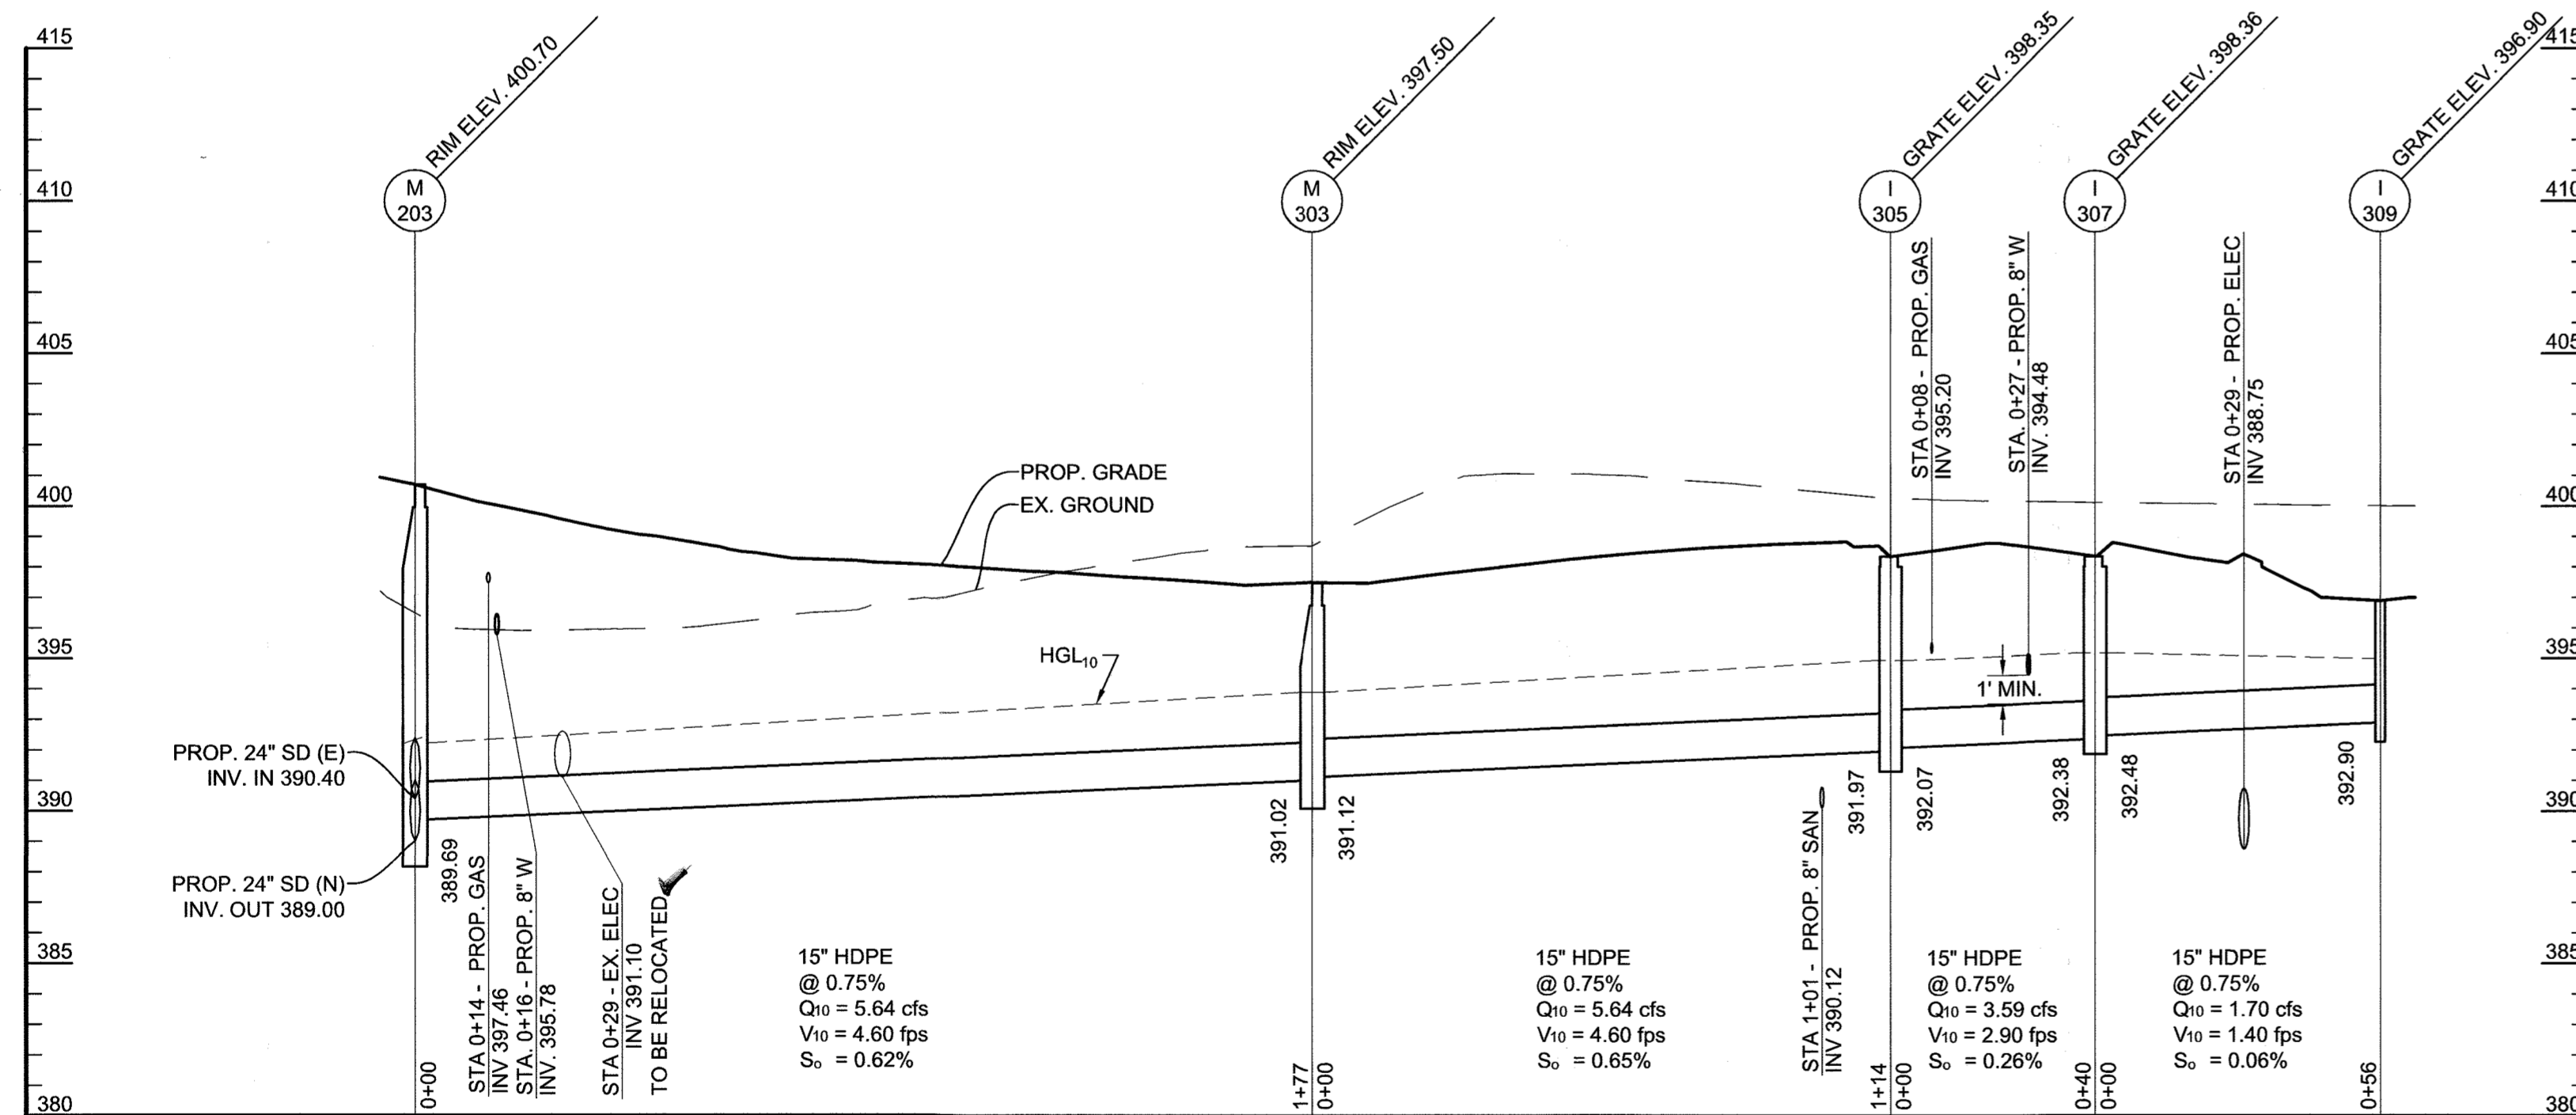 415
410
405
400
395
390
385
380
M
203
RIM ELEV. 400.70
M
303
RIM ELEV. 397.50
I
305
GRATE ELEV. 398.35
I
307
GRATE ELEV. 398.36
I
309
GRATE ELEV. 396.90
415
410
405
400
395
390
385
380
STA 0+08 - PROP. GAS
INV 395.20
STA. 0+27 - PROP. 8" W
INV. 394.48
STA 0+29 - PROP. ELEC
INV 388.75
PROP. GRADE
EX. GROUND
HGL10
1' MIN.
PROP. 24" SD (E)
INV. IN 390.40
PROP. 24" SD (N)
INV. OUT 389.00
389.69
STA 0+14 - PROP. GAS
INV 397.46
STA. 0+16 - PROP. 8" W
INV. 395.78
STA 0+29 - EX. ELEC
INV 391.10
TO BE RELOCATED
391.02
391.12
STA 1+01 - PROP. 8" SAN
INV 390.12
391.97
392.07
392.38
392.48
392.90
15" HDPE
@ 0.75%
Q10 = 5.64 cfs
V10 = 4.60 fps
So = 0.62%
15" HDPE
@ 0.75%
Q10 = 5.64 cfs
V10 = 4.60 fps
So = 0.65%
15" HDPE
@ 0.75%
Q10 = 3.59 cfs
V10 = 2.90 fps
So = 0.26%
15" HDPE
@ 0.75%
Q10 = 1.70 cfs
V10 = 1.40 fps
So = 0.06%
0+00
1+77
0+00
1+14
0+00
0+40
0+00
0+56